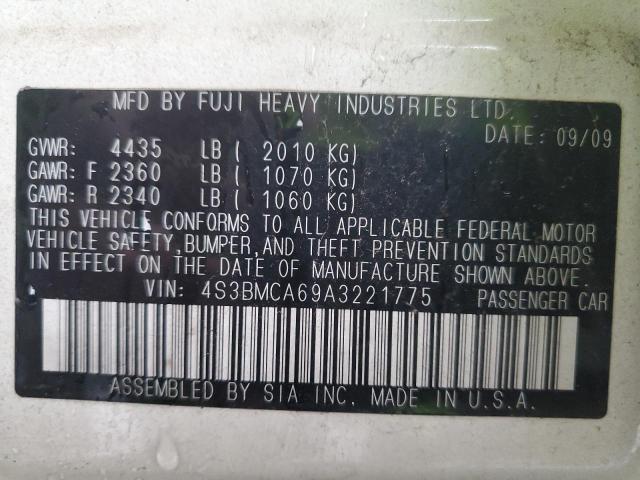 MFD BY FUJI HEAVY INDUSTRIES LTD.
DATE: 09/09
GVWR: 4435 LB ( 2010 KG)
GAWR: F 2360 LB ( 1070 KG)
GAWR: R 2340 LB ( 1060 KG)
THIS VEHICLE CONFORMS TO ALL APPLICABLE FEDERAL MOTOR
VEHICLE SAFETY, BUMPER, AND THEFT PREVENTION STANDARDS
IN EFFECT ON THE DATE OF MANUFACTURE SHOWN ABOVE.
VIN: 4S3BMCA69A3221775 PASSENGER CAR
ASSEMBLED BY SIA INC. MADE IN U.S.A.